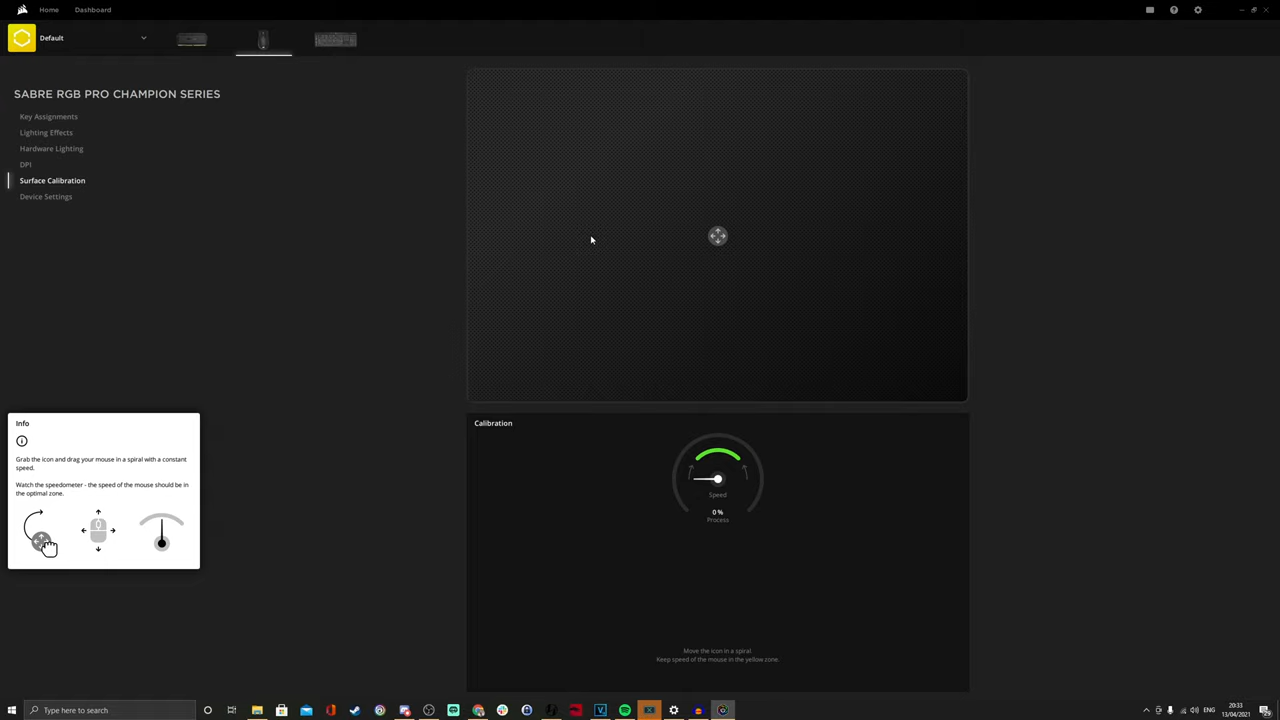 Home
Dashboard
Default
SABRE RGB PRO CHAMPION SERIES
Key Assignments
Lighting Effects
Hardware Lighting
DPI
Surface Calibration
Device Settings
Info
Grab the icon and drag your mouse in a spiral with a constant
speed.
Watch the speedometer - the speed of the mouse should be in
the optimal zone.
Calibration
Speed
0 %
Process
Move the icon in a spiral.
Keep speed of the mouse in the yellow zone.
Type here to search
ENG
20:33
13/04/2021